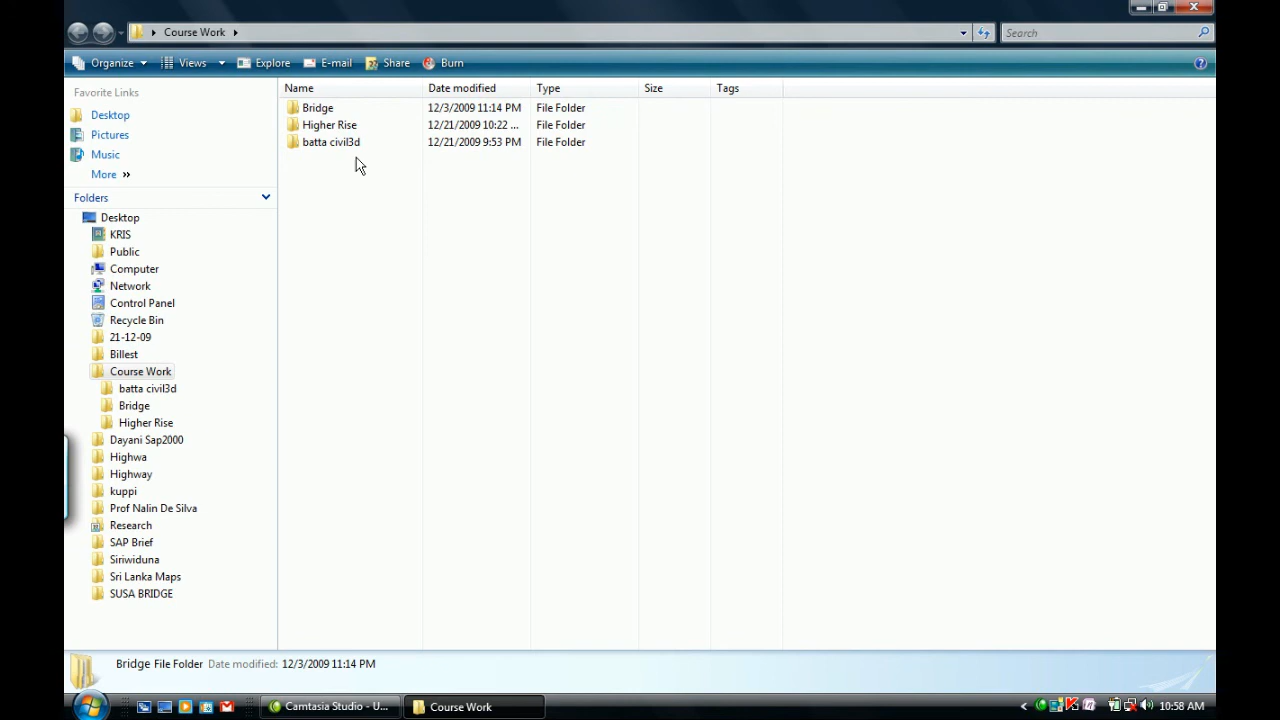 Course Work
Search
Organize Views Explore E-mail Share Burn
Favorite Links
Desktop
Pictures
Music
More »
Folders
Desktop
KRIS
Public
Computer
Network
Control Panel
Recycle Bin
21-12-09
Billest
Course Work
batta civil3d
Bridge
Higher Rise
Dayani Sap2000
Highwa
Highway
kuppi
Prof Nalin De Silva
Research
SAP Brief
Siriwiduna
Sri Lanka Maps
SUSA BRIDGE
Name Date modified Type Size Tags
Bridge 12/3/2009 11:14 PM File Folder
Higher Rise 12/21/2009 10:22 ... File Folder
batta civil3d 12/21/2009 9:53 PM File Folder
Bridge File Folder Date modified: 12/3/2009 11:14 PM
Camtasia Studio - U... Course Work 10:58 AM